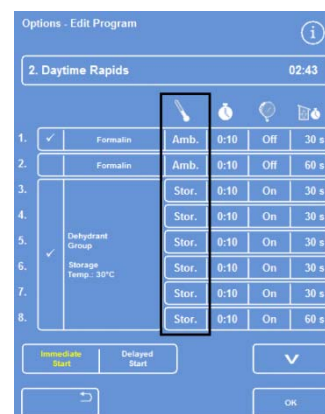 Options - Edit Program
i
2. Daytime Rapids 02:43
1. ✓ Formalin Amb. 0:10 Off 30 s
2. Formalin Amb. 0:10 Off 60 s
3. Stor. 0:10 On 30 s
4. Stor. 0:10 On 30 s
5. ✓ Dehydrant Group Stor. 0:10 On 30 s
6. Storage Temp.: 30°C Stor. 0:10 On 30 s
7. Stor. 0:10 On 30 s
8. Stor. 0:10 On 60 s
Immediate Start
Delayed Start
OK